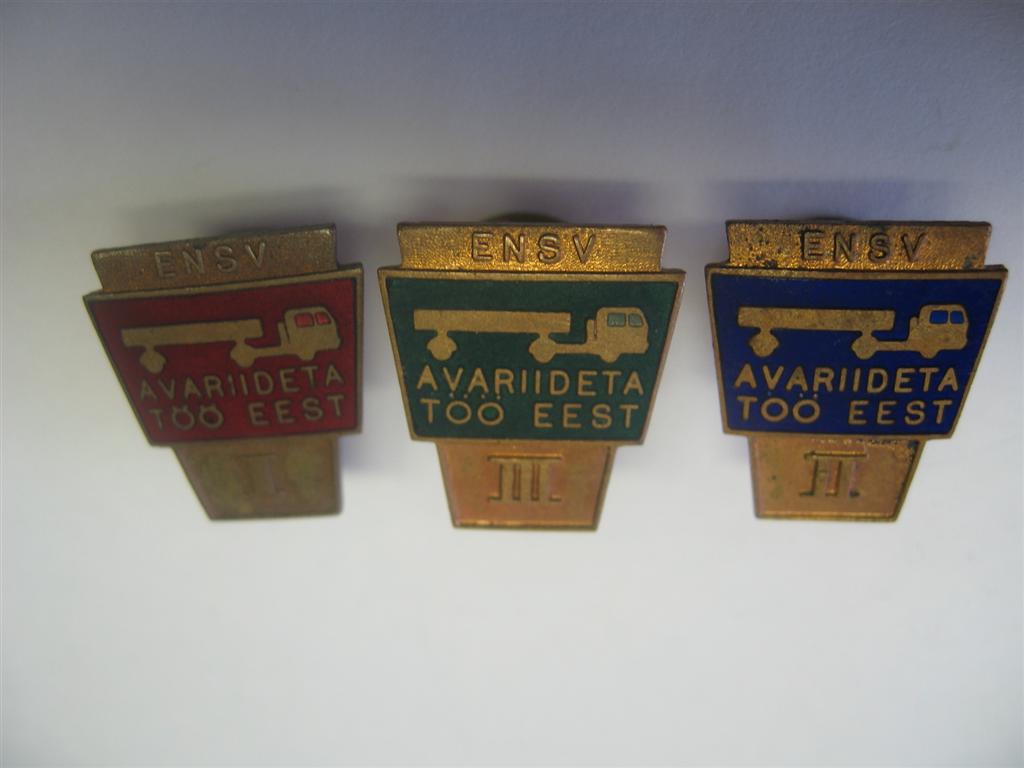 ENSV
AVARIIDETA
TÖÖ EEST
ENSV
AVARIIDETA
TÖÖ EEST
III
ENSV
AVARIIDETA
TÖÖ EEST
II